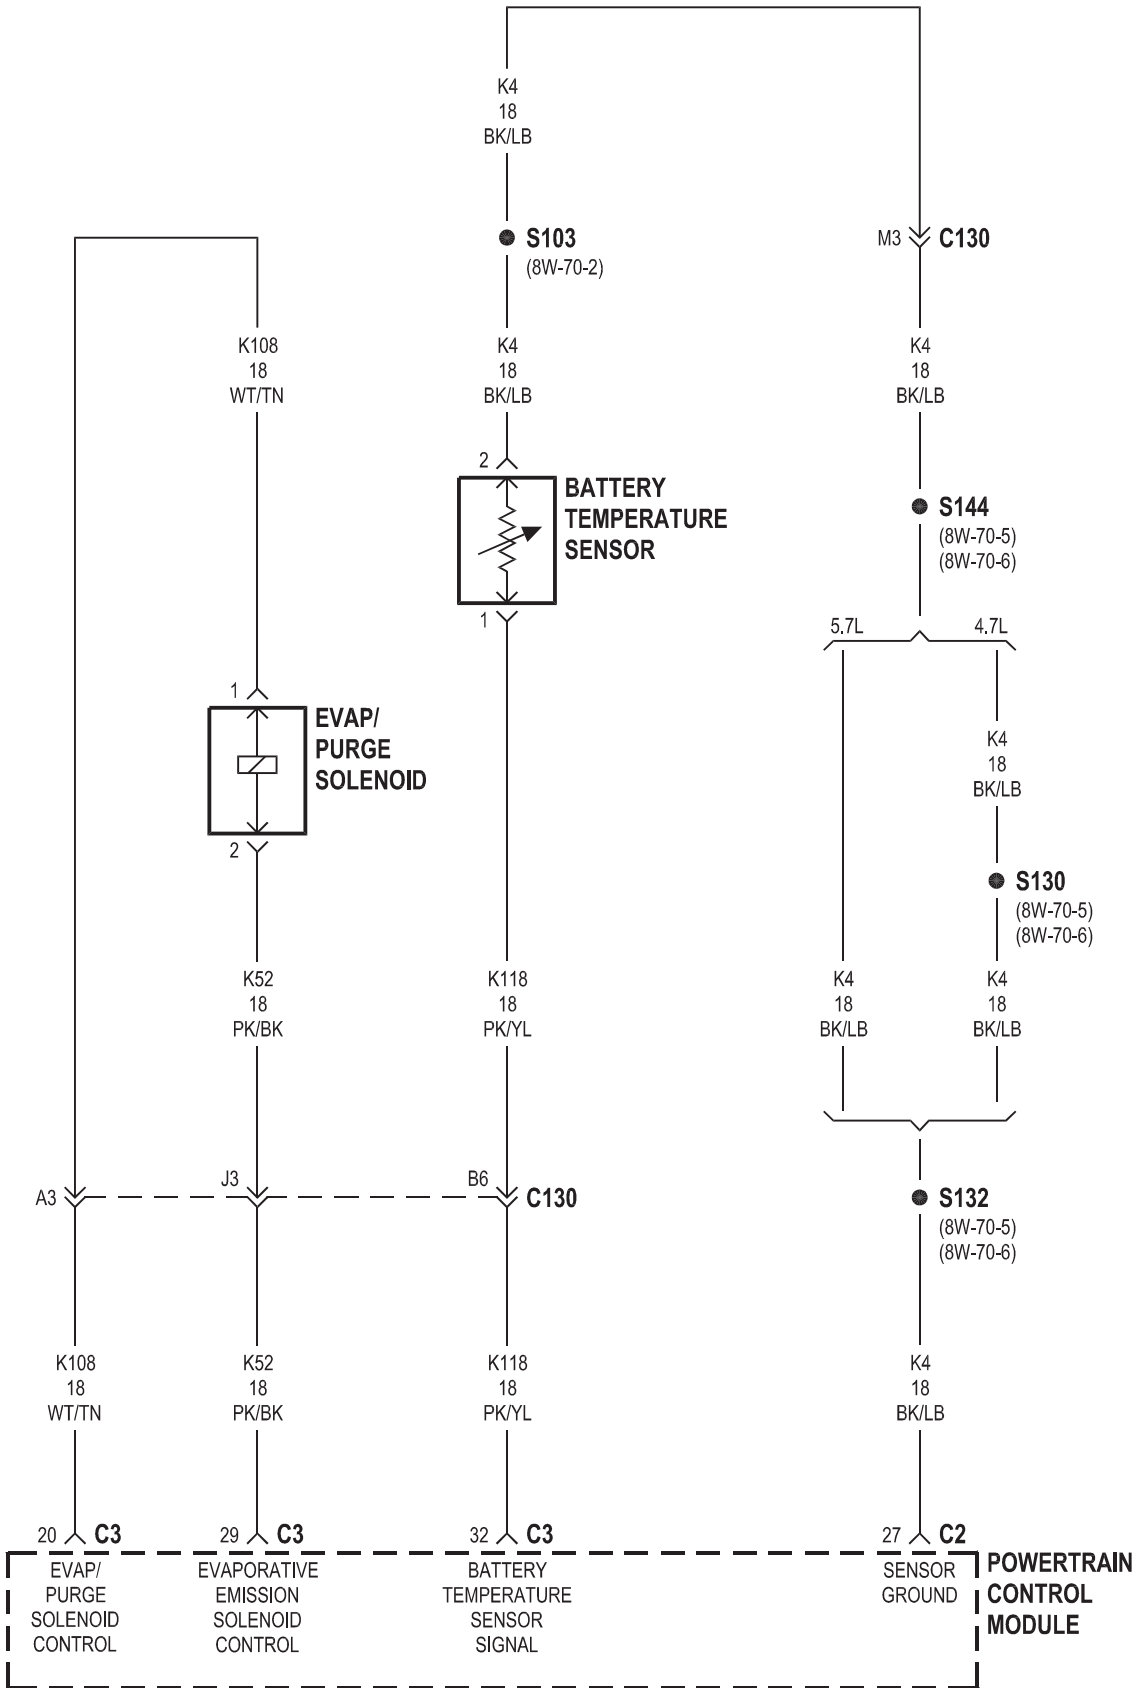 K4
18
BK/LB
S103
(8W-70-2)
M3
C130
K108
18
WT/TN
K4
18
BK/LB
K4
18
BK/LB
2
BATTERY
TEMPERATURE
SENSOR
1
S144
(8W-70-5)
(8W-70-6)
5.7L
4.7L
1
EVAP/
PURGE
SOLENOID
2
K4
18
BK/LB
S130
(8W-70-5)
(8W-70-6)
K52
18
PK/BK
K118
18
PK/YL
K4
18
BK/LB
K4
18
BK/LB
A3
J3
B6
C130
S132
(8W-70-5)
(8W-70-6)
K108
18
WT/TN
K52
18
PK/BK
K118
18
PK/YL
K4
18
BK/LB
20
C3
29
C3
32
C3
27
C2
EVAP/
PURGE
SOLENOID
CONTROL
EVAPORATIVE
EMISSION
SOLENOID
CONTROL
BATTERY
TEMPERATURE
SENSOR
SIGNAL
SENSOR
GROUND
POWERTRAIN
CONTROL
MODULE